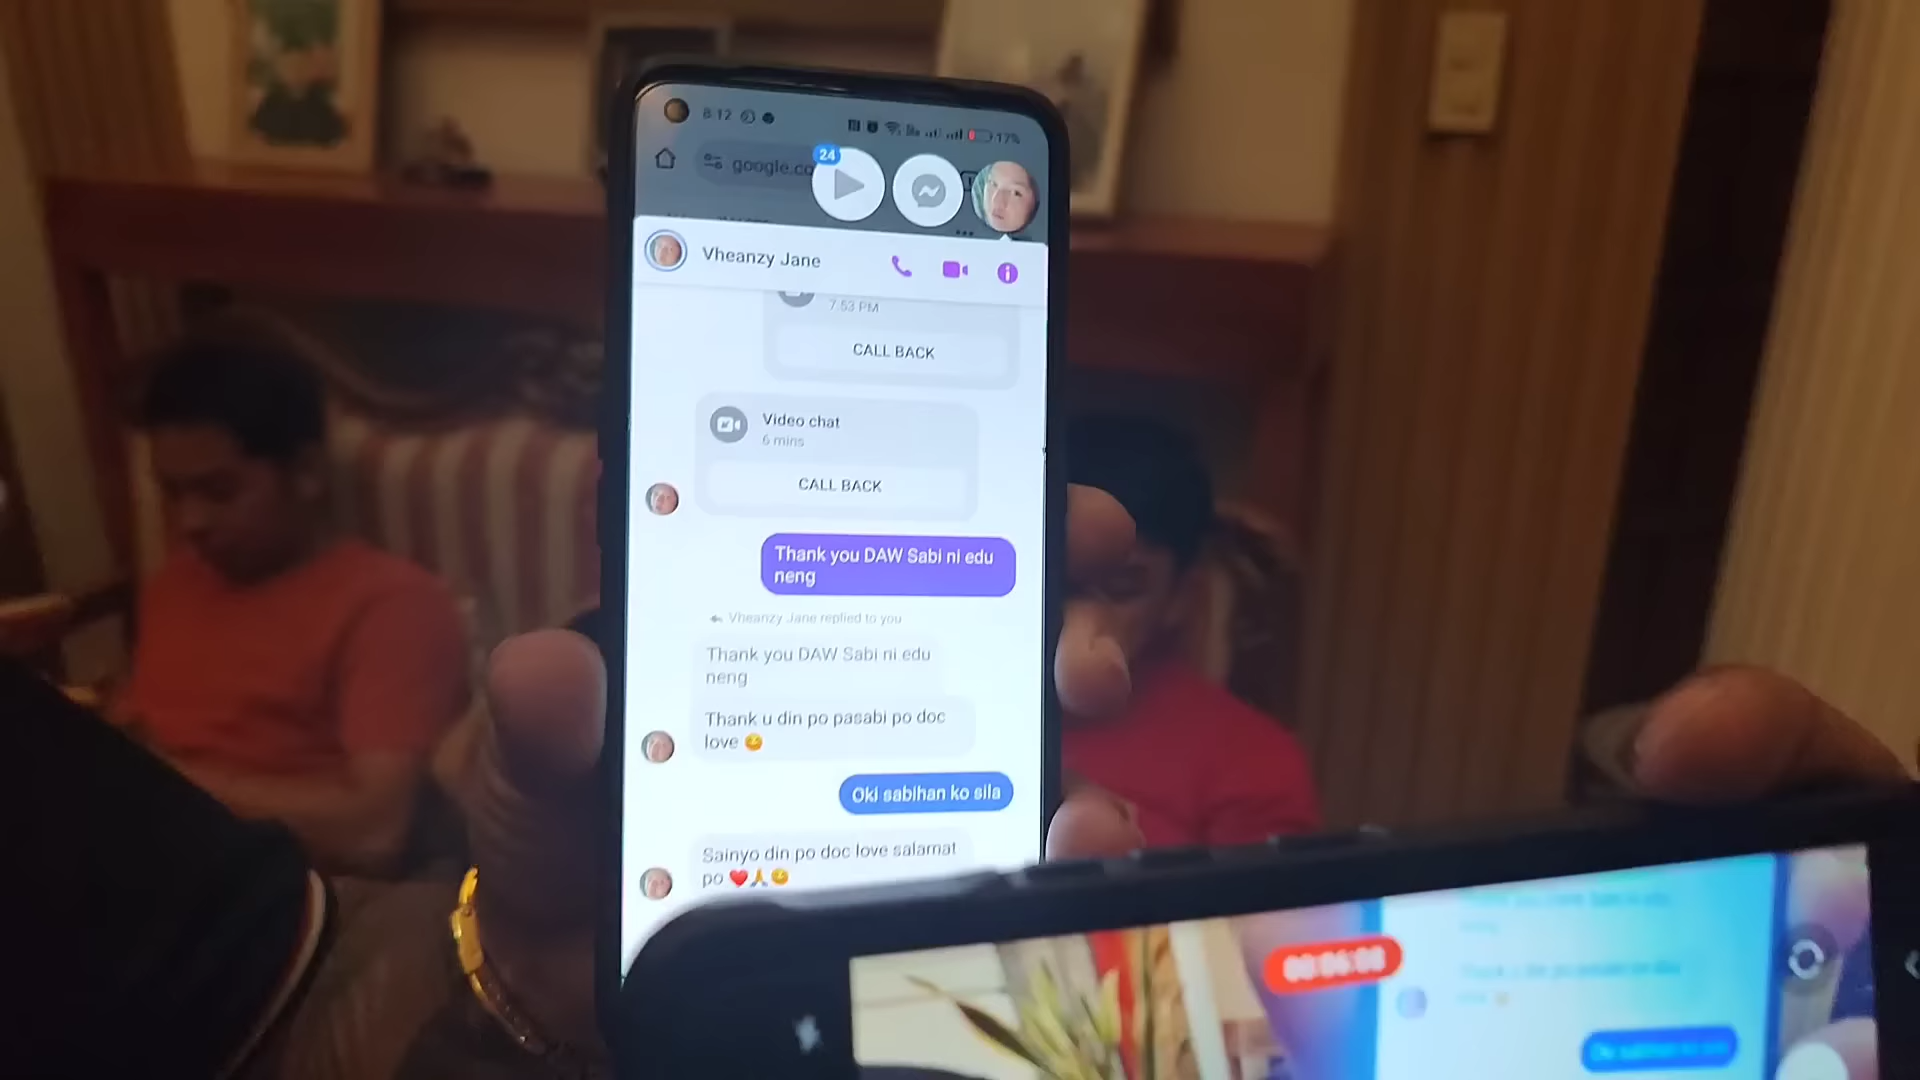 8:12
17%
24
google.co
Vheanzy Jane
7:53 PM
CALL BACK
Video chat
6 mins
CALL BACK
Thank you DAW Sabi ni edu
neng
Vheanzy Jane replied to you
Thank you DAW Sabi ni edu
neng
Thank u din po pasabi po doc
love 😆
Oki sabihan ko sila
Sainyo din po doc love salamat
po ❤️🙏😆